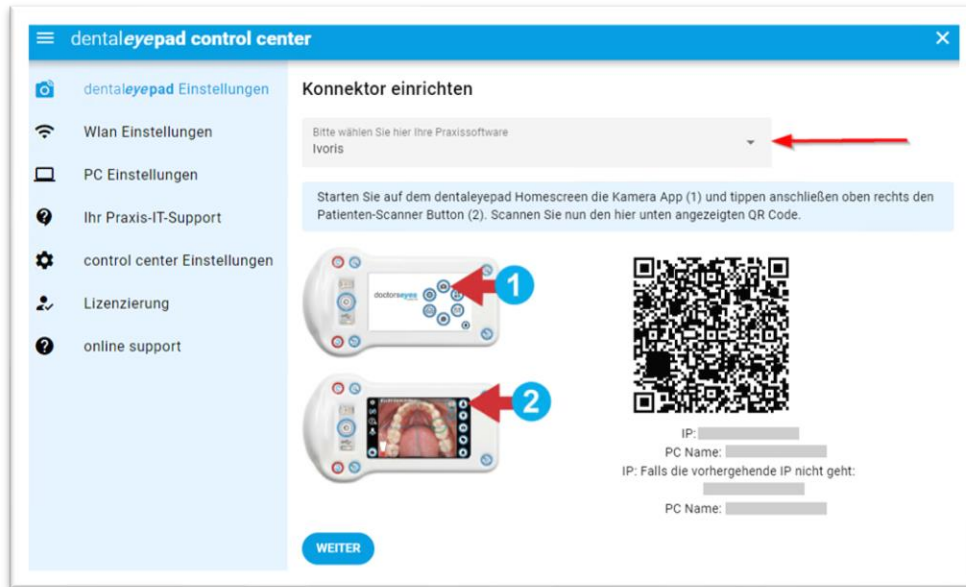 dentaleyepad control center
dentaleyepad Einstellungen
Wlan Einstellungen
PC Einstellungen
Ihr Praxis-IT-Support
control center Einstellungen
Lizenzierung
online support
Konnektor einrichten
Bitte wählen Sie hier Ihre Praxissoftware
Ivoris
Starten Sie auf dem dentaleyepad Homescreen die Kamera App (1) und tippen anschließen oben rechts den
Patienten-Scanner Button (2). Scannen Sie nun den hier unten angezeigten QR Code.
doctorseyes
1
2
IP:
PC Name:
IP: Falls die vorhergehende IP nicht geht:
PC Name:
WEITER